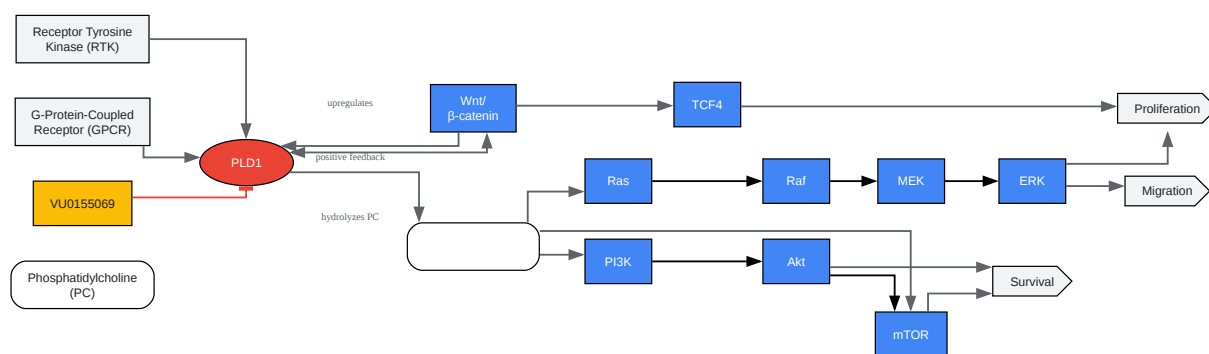 Receptor Tyrosine
Kinase (RTK)
G-Protein-Coupled
Receptor (GPCR)
PLD1
VU0155069
Phosphatidylcholine
(PC)
upregulates
positive feedback
hydrolyzes PC
Wnt/
β-catenin
TCF4
Proliferation
Ras
Raf
MEK
ERK
Migration
PI3K
Akt
Survival
mTOR